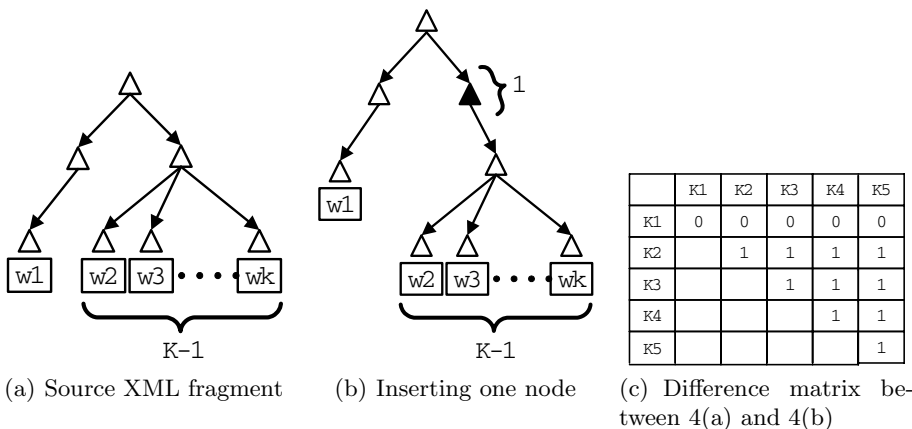 w1
w2 w3 wk
K-1
(a) Source XML fragment
1
w1
w2 w3 wk
K-1
(b) Inserting one node
K1 K2 K3 K4 K5
K1 0 0 0 0 0
K2 1 1 1 1
K3 1 1 1
K4 1 1
K5 1
(c) Difference matrix be-
tween 4(a) and 4(b)